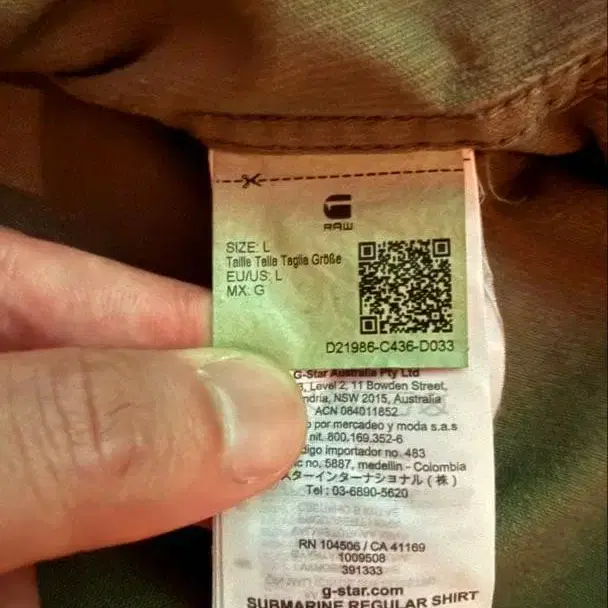 RAW
SIZE: L
Taille Talla Taglia Größe
EU/US: L
MX: G
D21986-C436-D033
G-Star Australia Pty Ltd
Level 2, 11 Bowden Street,
NSW 2015, Australia
ACN 084011852
por mercadeo y moda s.a.s
nit. 800.169.352-6
importador no. 483
no. 5887, medellin - Colombia
スターインターナショナル(株)
Tel : 03-6890-5620
RN 104506 / CA 41169
1009508
391333
g-star.com
SUBMARINE REGULAR SHIRT